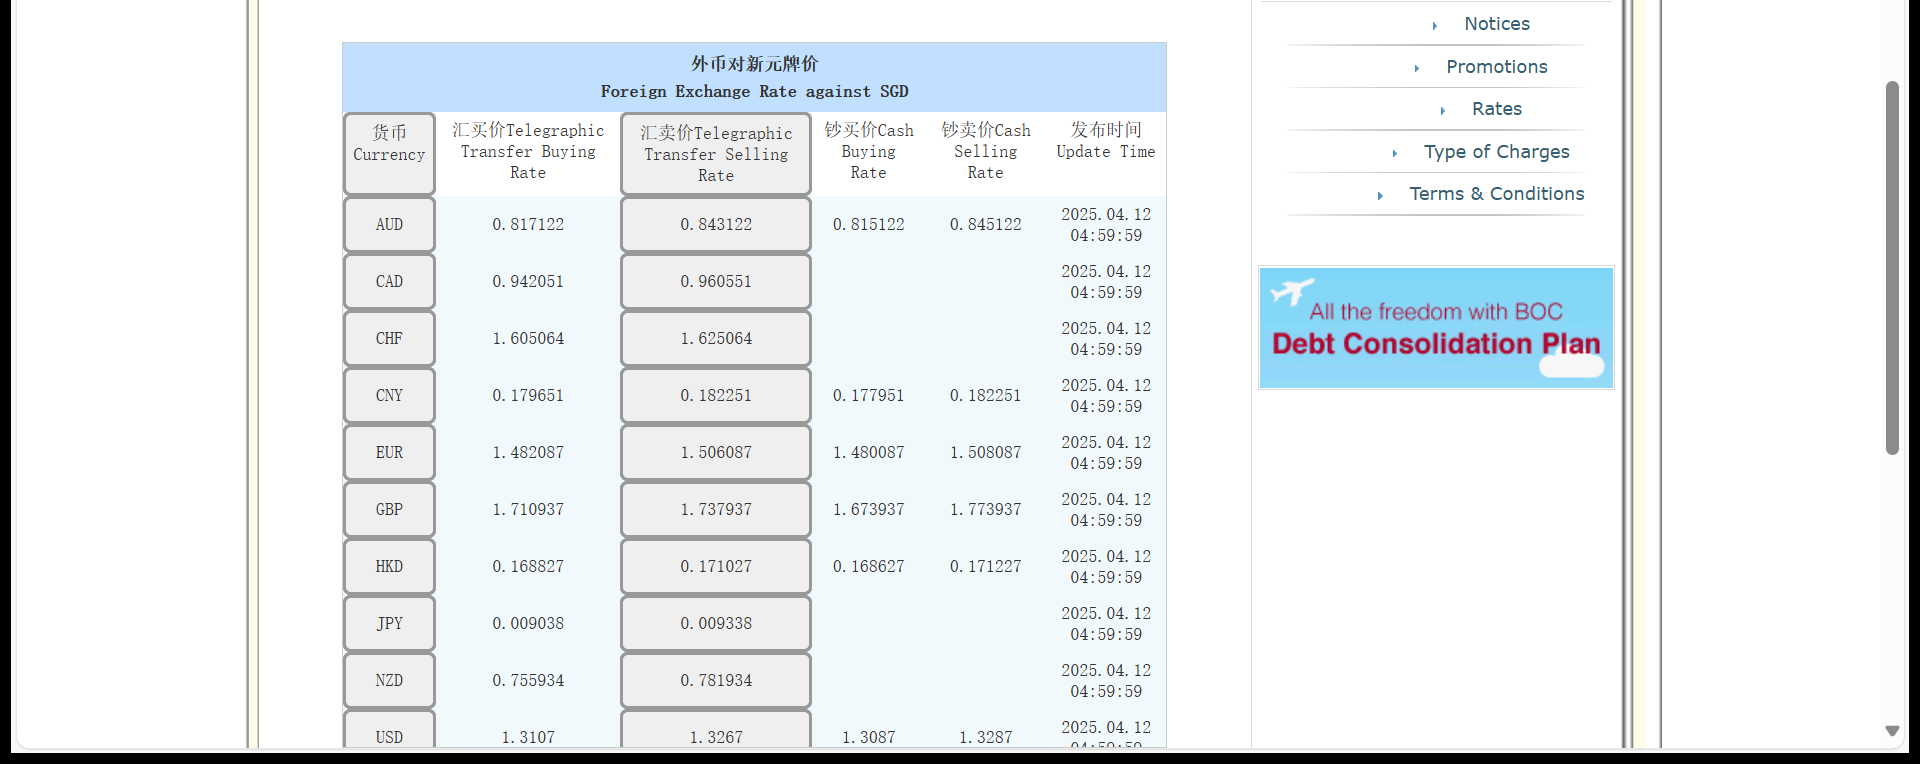 外币对新元牌价
Foreign Exchange Rate against SGD
货币 Currency 汇买价Telegraphic Transfer Buying Rate 汇卖价Telegraphic Transfer Selling Rate 钞买价Cash Buying Rate 钞卖价Cash Selling Rate 发布时间 Update Time
AUD 0.817122 0.843122 0.815122 0.845122 2025.04.12 04:59:59
CAD 0.942051 0.960551 2025.04.12 04:59:59
CHF 1.605064 1.625064 2025.04.12 04:59:59
CNY 0.179651 0.182251 0.177951 0.182251 2025.04.12 04:59:59
EUR 1.482087 1.506087 1.480087 1.508087 2025.04.12 04:59:59
GBP 1.710937 1.737937 1.673937 1.773937 2025.04.12 04:59:59
HKD 0.168827 0.171027 0.168627 0.171227 2025.04.12 04:59:59
JPY 0.009038 0.009338 2025.04.12 04:59:59
NZD 0.755934 0.781934 2025.04.12 04:59:59
USD 1.3107 1.3267 1.3087 1.3287 2025.04.12 04:59:59
Notices
Promotions
Rates
Type of Charges
Terms & Conditions
All the freedom with BOC
Debt Consolidation Plan